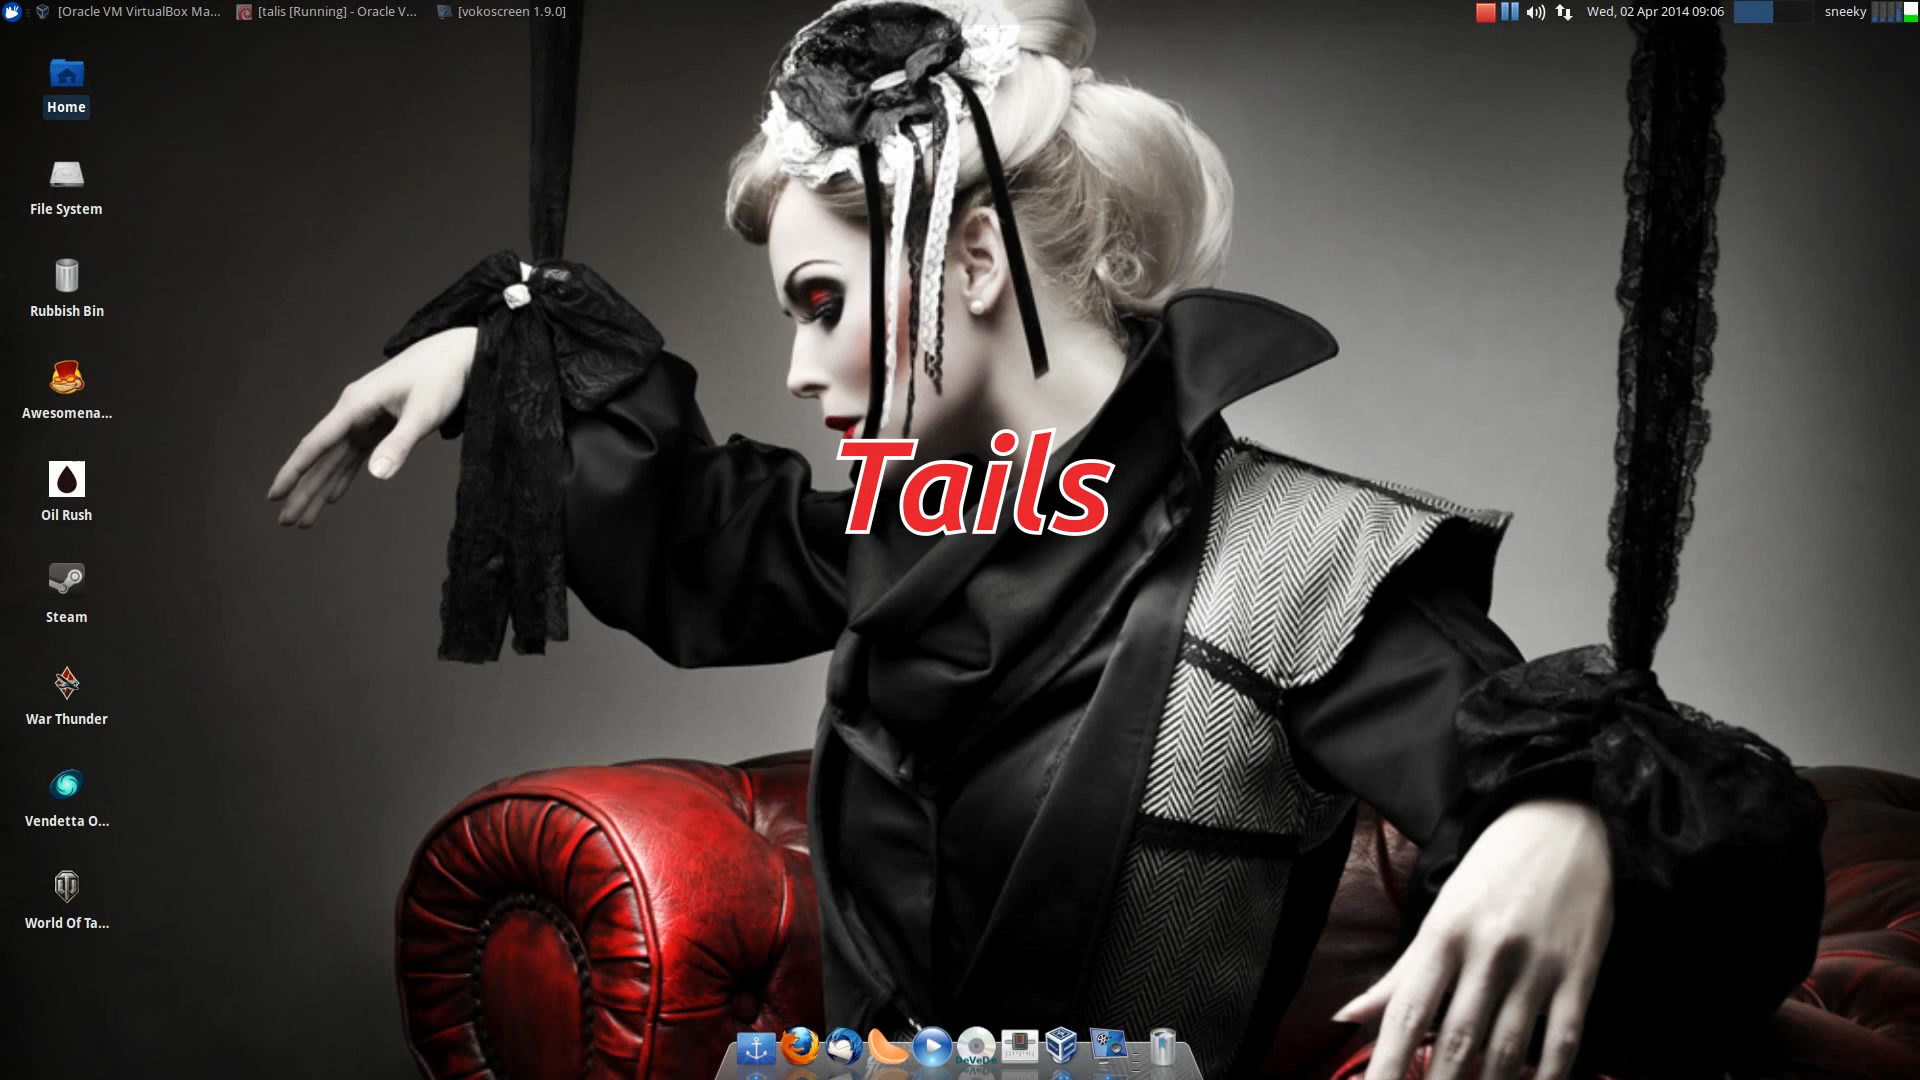 [Oracle VM VirtualBox Ma... [talis [Running] - Oracle V... [vokoscreen 1.9.0] Wed, 02 Apr 2014 09:06 sneeky
Home
File System
Rubbish Bin
Awesomena...
Oil Rush
Steam
War Thunder
Vendetta O...
World Of Ta...
Tails
DeVeDe